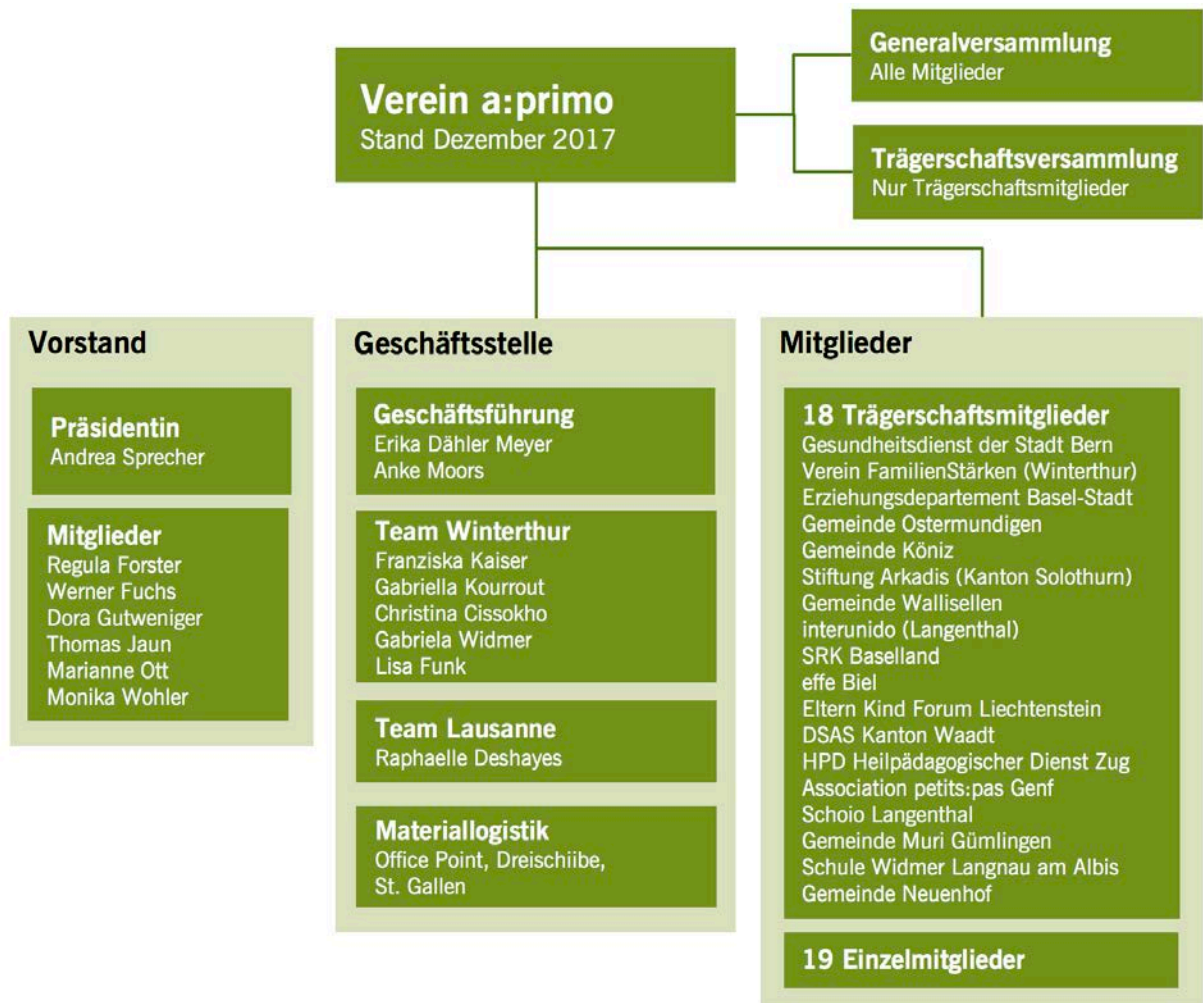 Verein a:primo
Stand Dezember 2017
Generalversammlung
Alle Mitglieder
Trägerschaftsversammlung
Nur Trägerschaftsmitglieder
Vorstand
Präsidentin
Andrea Sprecher
Mitglieder
Regula Forster
Werner Fuchs
Dora Gutweniger
Thomas Jaun
Marianne Ott
Monika Wohler
Geschäftsstelle
Geschäftsführung
Erika Dähler Meyer
Anke Moors
Team Winterthur
Franziska Kaiser
Gabriella Kourrout
Christina Cissokho
Gabriela Widmer
Lisa Funk
Team Lausanne
Raphaelle Deshayes
Materiallogistik
Office Point, Dreischiibe,
St. Gallen
Mitglieder
18 Trägerschaftsmitglieder
Gesundheitsdienst der Stadt Bern
Verein FamilienStärken (Winterthur)
Erziehungsdepartement Basel-Stadt
Gemeinde Ostermundigen
Gemeinde Köniz
Stiftung Arkadis (Kanton Solothurn)
Gemeinde Wallisellen
interunido (Langenthal)
SRK Baselland
effe Biel
Eltern Kind Forum Liechtenstein
DSAS Kanton Waadt
HPD Heilpädagogischer Dienst Zug
Association petits:pas Genf
Schoio Langenthal
Gemeinde Muri Gümlingen
Schule Widmer Langnau am Albis
Gemeinde Neuenhof
19 Einzelmitglieder